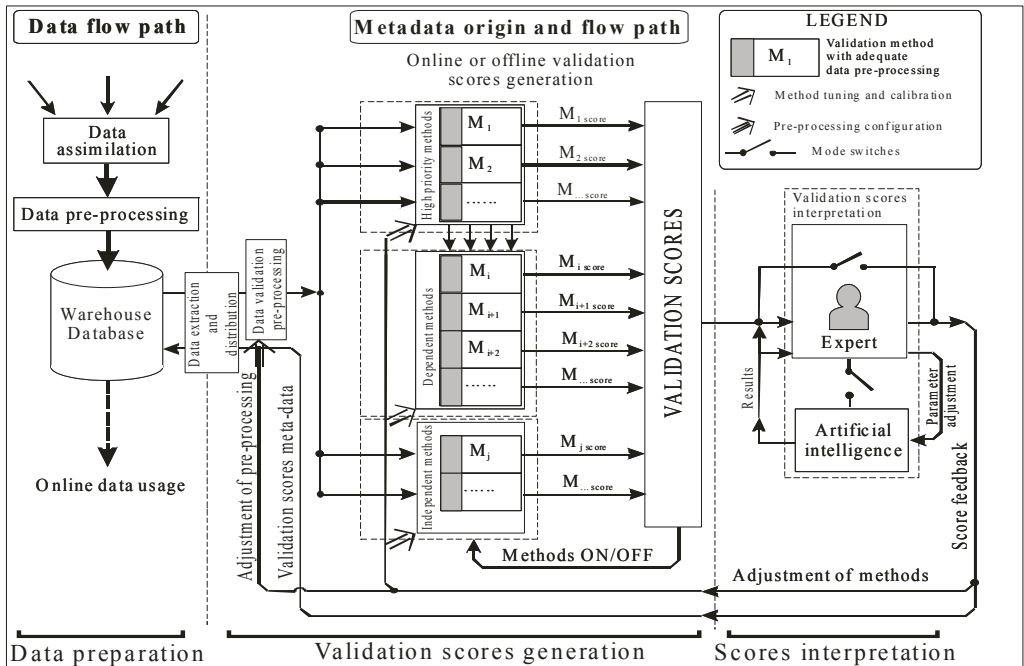 Data flow path
Metadado origin and flow path
LEGEND
M1
Validation method
with adequate
data pre-processing
Method tuning and calibration
Pre-processing configuration
Mode switches
Data
assimilation
Data pre-processing
Warehouse
Database
Online data usage
Data extraction
and
distribution
Data validation
pre-processing
Adjustment of pre-processing
Validation scores meta-data
Online or offline validation
scores generation
High priority methods
M1
M2
......
M1 score
M2 score
M...score
Dependent methods
Mi
Mi+1
Mi+2
......
Mi score
Mi+1 score
Mi+2 score
M...score
Independent methods
Mj
......
Mj score
M...score
VALIDATION SCORES
Methods ON/OFF
Validation scores
interpretation
Expert
Results
Parameter
adjustment
Artificial
intelligence
Score feedback
Adjustment of methods
Data preparation
Validation scores generation
Scores interpretation